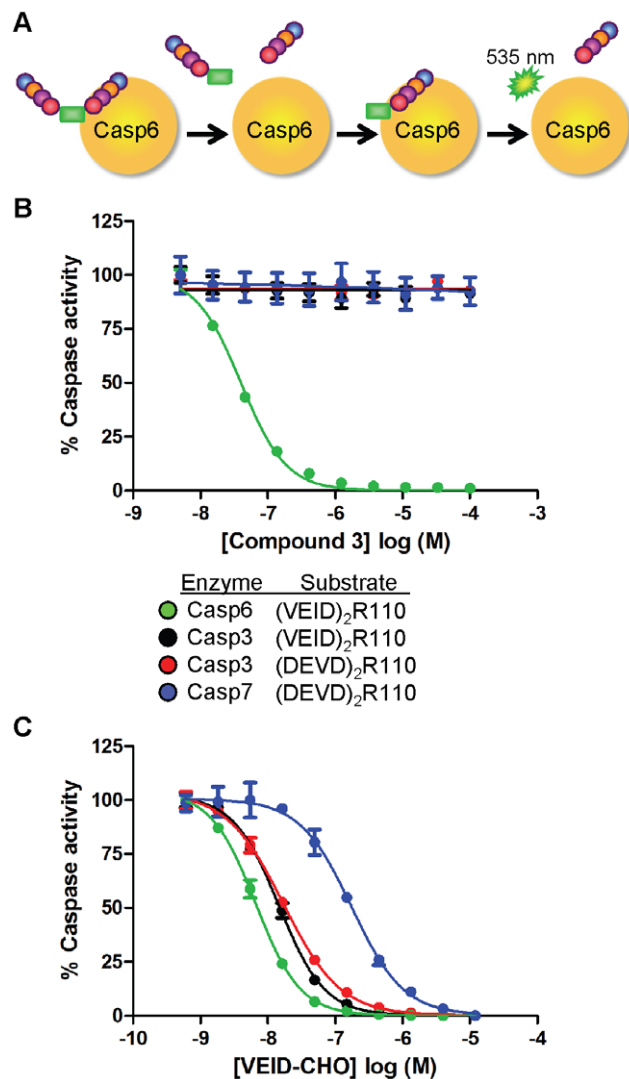 A
535 nm
Casp6 Casp6 Casp6 Casp6
B
% Caspase activity
125
100
75
50
25
0
-9 -8 -7 -6 -5 -4 -3
[Compound 3] log (M)
Enzyme Substrate
Casp6 (VEID)₂R110
Casp3 (VEID)₂R110
Casp3 (DEVD)₂R110
Casp7 (DEVD)₂R110
C
% Caspase activity
125
100
75
50
25
0
-10 -9 -8 -7 -6 -5 -4
[VEID-CHO] log (M)